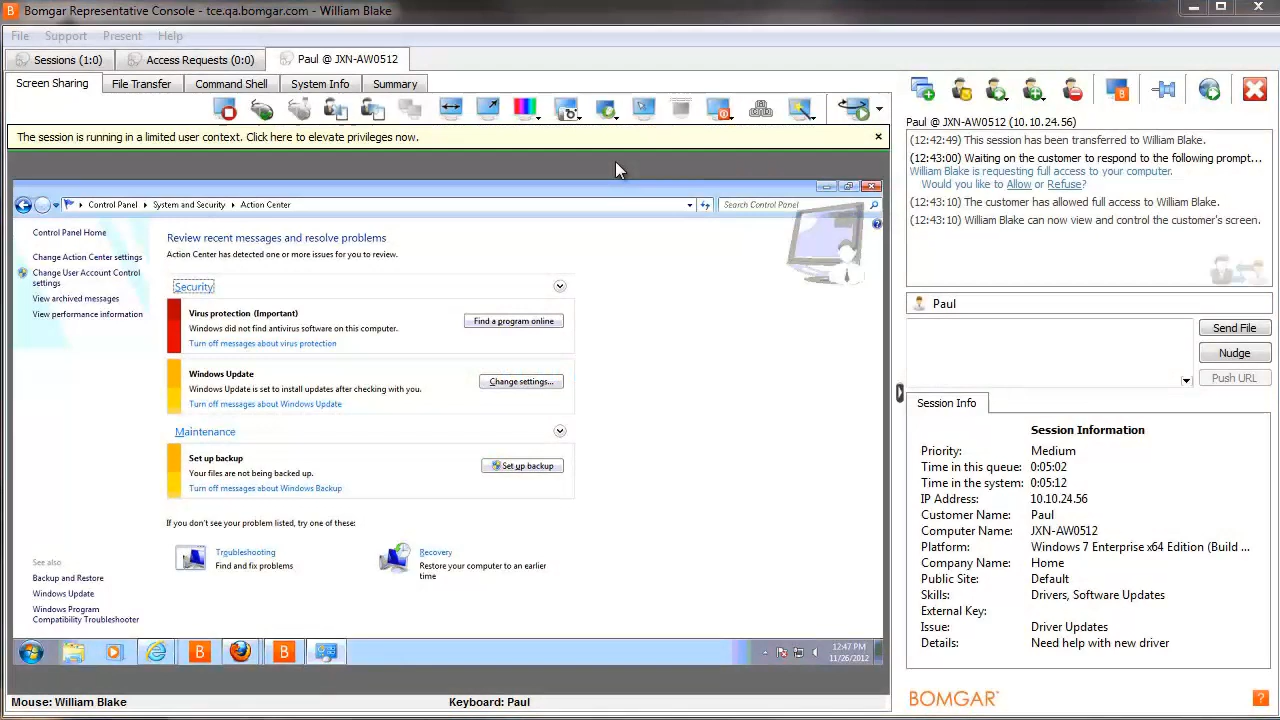 Bomgar Representative Console - tce.qa.bomgar.com - William Blake
File Support Present Help
Sessions (1:0) Access Requests (0:0) Paul @ JXN-AW0512
Screen Sharing File Transfer Command Shell System Info Summary
The session is running in a limited user context. Click here to elevate privileges now.
Control Panel System and Security Action Center Search Control Panel
Control Panel Home
Change Action Center settings
Change User Account Control
settings
View archived messages
View performance information
Review recent messages and resolve problems
Action Center has detected one or more issues for you to review.
Security
Virus protection (Important)
Windows did not find antivirus software on this computer.
Turn off messages about virus protection
Find a program online
Windows Update
Windows Update is set to install updates after checking with you.
Turn off messages about Windows Update
Change settings...
Maintenance
Set up backup
Your files are not being backed up.
Turn off messages about Windows Backup
Set up backup
If you don't see your problem listed, try one of these:
Troubleshooting
Find and fix problems
Recovery
Restore your computer to an earlier
time
See also
Backup and Restore
Windows Update
Windows Program
Compatibility Troubleshooter
12:47 PM
11/26/2012
Mouse: William Blake Keyboard: Paul
Paul @ JXN-AW0512 (10.10.24.56)
(12:42:49) This session has been transferred to William Blake.
(12:43:00) Waiting on the customer to respond to the following prompt...
William Blake is requesting full access to your computer.
Would you like to Allow or Refuse?
(12:43:10) The customer has allowed full access to William Blake.
(12:43:10) William Blake can now view and control the customer's screen.
Paul
Send File
Nudge
Push URL
Session Info
Session Information
Priority: Medium
Time in this queue: 0:05:02
Time in the system: 0:05:12
IP Address: 10.10.24.56
Customer Name: Paul
Computer Name: JXN-AW0512
Platform: Windows 7 Enterprise x64 Edition (Build ...
Company Name: Home
Public Site: Default
Skills: Drivers, Software Updates
External Key:
Issue: Driver Updates
Details: Need help with new driver
BOMGAR